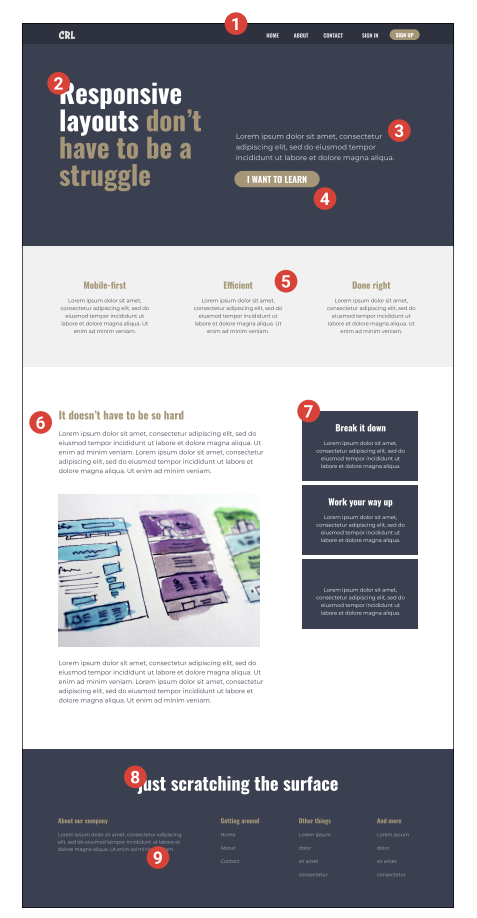 1
CRL
HOME ABOUT CONTACT SIGN IN SIGN UP
2
Responsive
layouts don't
have to be a
struggle
3
Lorem ipsum dolor sit amet, consectetur
adipiscing elit, sed do eiusmod tempor
incididunt ut labore et dolore magna aliqua.
I WANT TO LEARN
4
5
Mobile-first
Lorem ipsum dolor sit amet,
consectetur adipiscing elit, sed do
eiusmod tempor incididunt ut
labore et dolore magna aliqua. Ut
enim ad minim veniam.
Efficient
Lorem ipsum dolor sit amet,
consectetur adipiscing elit, sed do
eiusmod tempor incididunt ut
labore et dolore magna aliqua. Ut
enim ad minim veniam.
Done right
Lorem ipsum dolor sit amet,
consectetur adipiscing elit, sed do
eiusmod tempor incididunt ut
labore et dolore magna aliqua. Ut
enim ad minim veniam.
6
It doesn't have to be so hard
Lorem ipsum dolor sit amet, consectetur adipiscing elit, sed do
eiusmod tempor incididunt ut labore et dolore magna aliqua. Ut
enim ad minim veniam. Lorem ipsum dolor sit amet, consectetur
adipiscing elit, sed do eiusmod tempor incididunt ut labore et
dolore magna aliqua. Ut enim ad minim veniam.
Lorem ipsum dolor sit amet, consectetur adipiscing elit, sed do
eiusmod tempor incididunt ut labore et dolore magna aliqua. Ut
enim ad minim veniam. Lorem ipsum dolor sit amet, consectetur
adipiscing elit, sed do eiusmod tempor incididunt ut labore et
dolore magna aliqua. Ut enim ad minim veniam.
7
Break it down
Lorem ipsum dolor sit amet,
consectetur adipiscing elit, sed do
eiusmod tempor incididunt ut
labore et dolore magna aliqua.
Work your way up
Lorem ipsum dolor sit amet,
consectetur adipiscing elit, sed do
eiusmod tempor incididunt ut
labore et dolore magna aliqua.
Lorem ipsum dolor sit amet,
consectetur adipiscing elit, sed do
eiusmod tempor incididunt ut
labore et dolore magna aliqua.
8
Just scratching the surface
About our company
Lorem ipsum dolor sit amet, consectetur adipiscing
elit, sed do eiusmod tempor incididunt ut labore et
dolore magna aliqua. Ut enim ad minim veniam.
9
Getting around
Home
About
Contact
Other things
Lorem ipsum
dolor
sit amet
consectetur
And more
Lorem ipsum
dolor
sit amet
consectetur